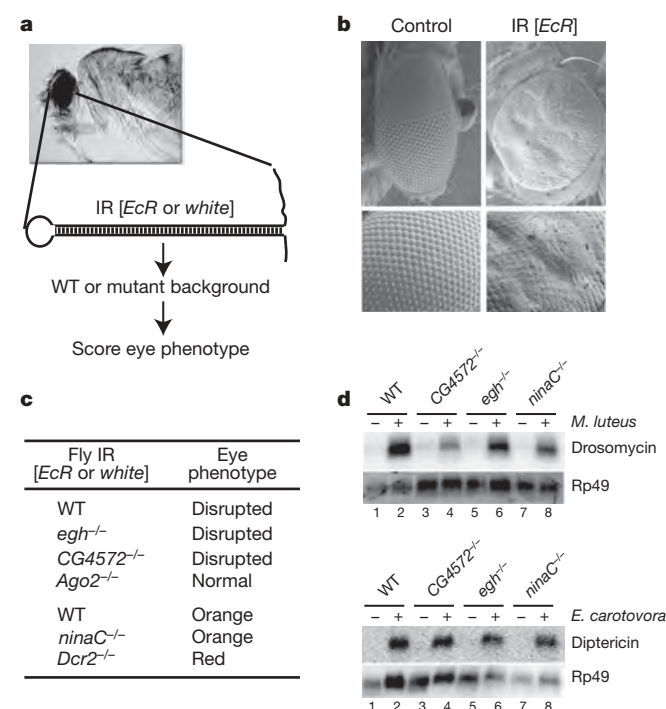 a
IR [EcR or white]
WT or mutant background
Score eye phenotype
b
Control IR [EcR]
c
Fly IR [EcR or white] Eye phenotype
WT Disrupted
egh–/– Disrupted
CG4572–/– Disrupted
Ago2–/– Normal
WT Orange
ninaC–/– Orange
Dcr2–/– Red
d
WT CG4572–/– egh–/– ninaC–/–
– + – + – + – + M. luteus
Drosomycin
Rp49
1 2 3 4 5 6 7 8
WT CG4572–/– egh–/– ninaC–/–
– + – + – + – + E. carotovora
Diptericin
Rp49
1 2 3 4 5 6 7 8